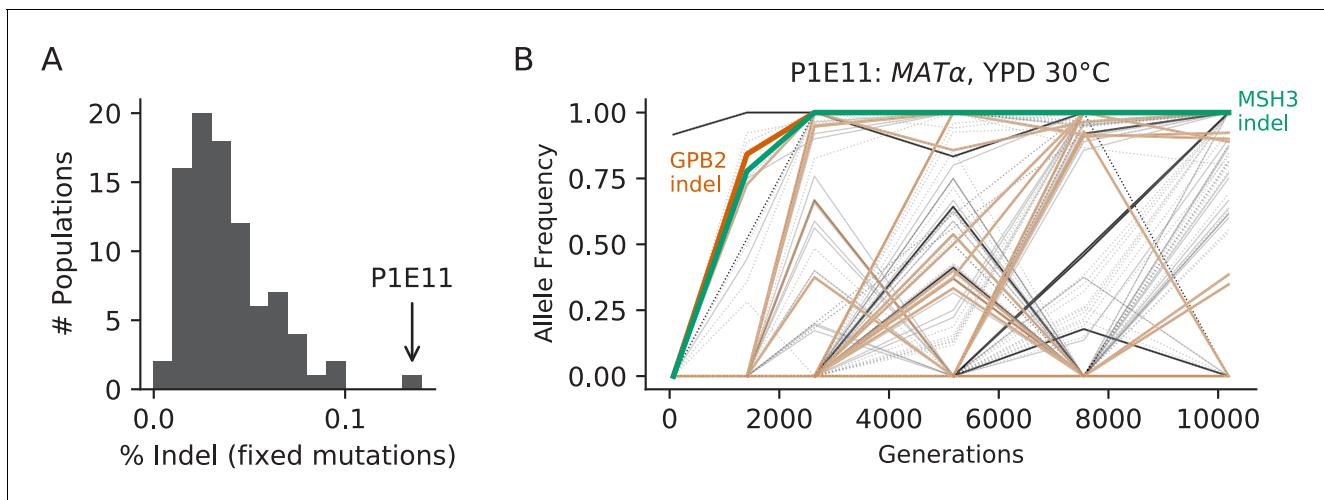 A
# Populations
20
15
10
5
0
0.0
0.1
P1E11
% Indel (fixed mutations)
B
P1E11: MATα, YPD 30°C
Allele Frequency
1.00
0.75
0.50
0.25
0.00
GPB2
indel
MSH3
indel
0
2000
4000
6000
8000
10000
Generations